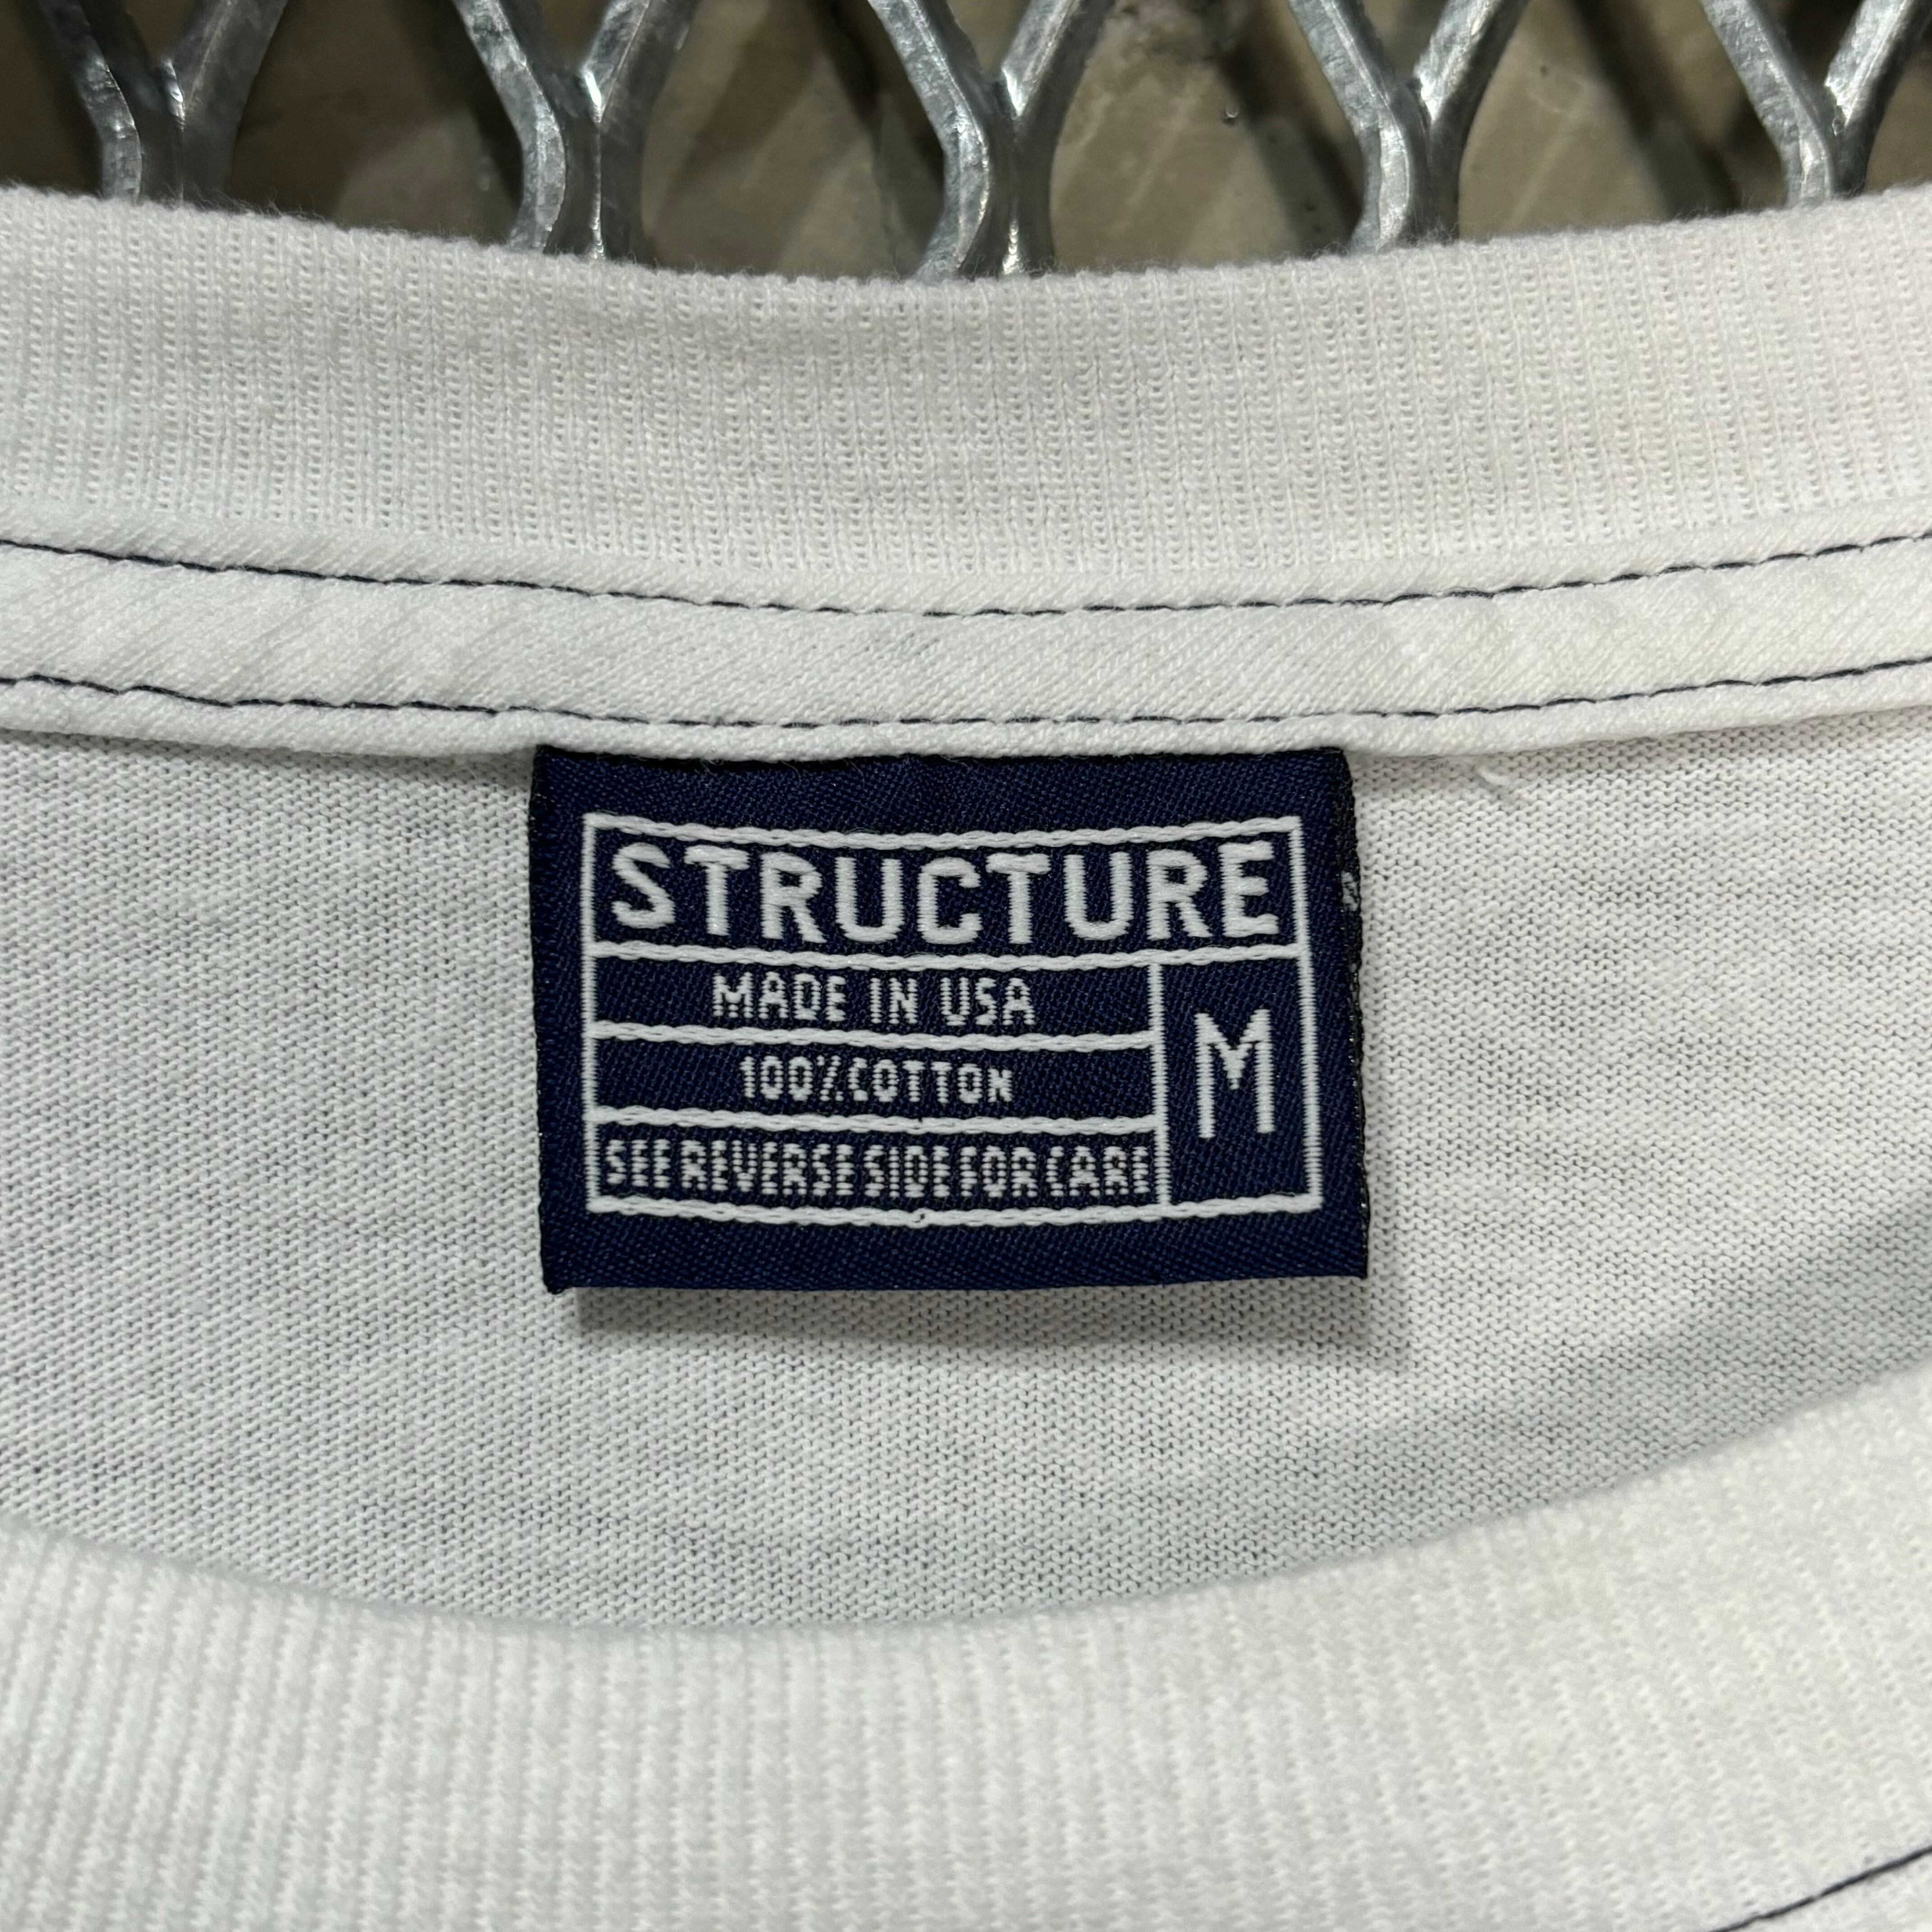 STRUCTURE
MADE IN USA
100%COTTON
SEE REVERSE SIDE FOR CARE
M